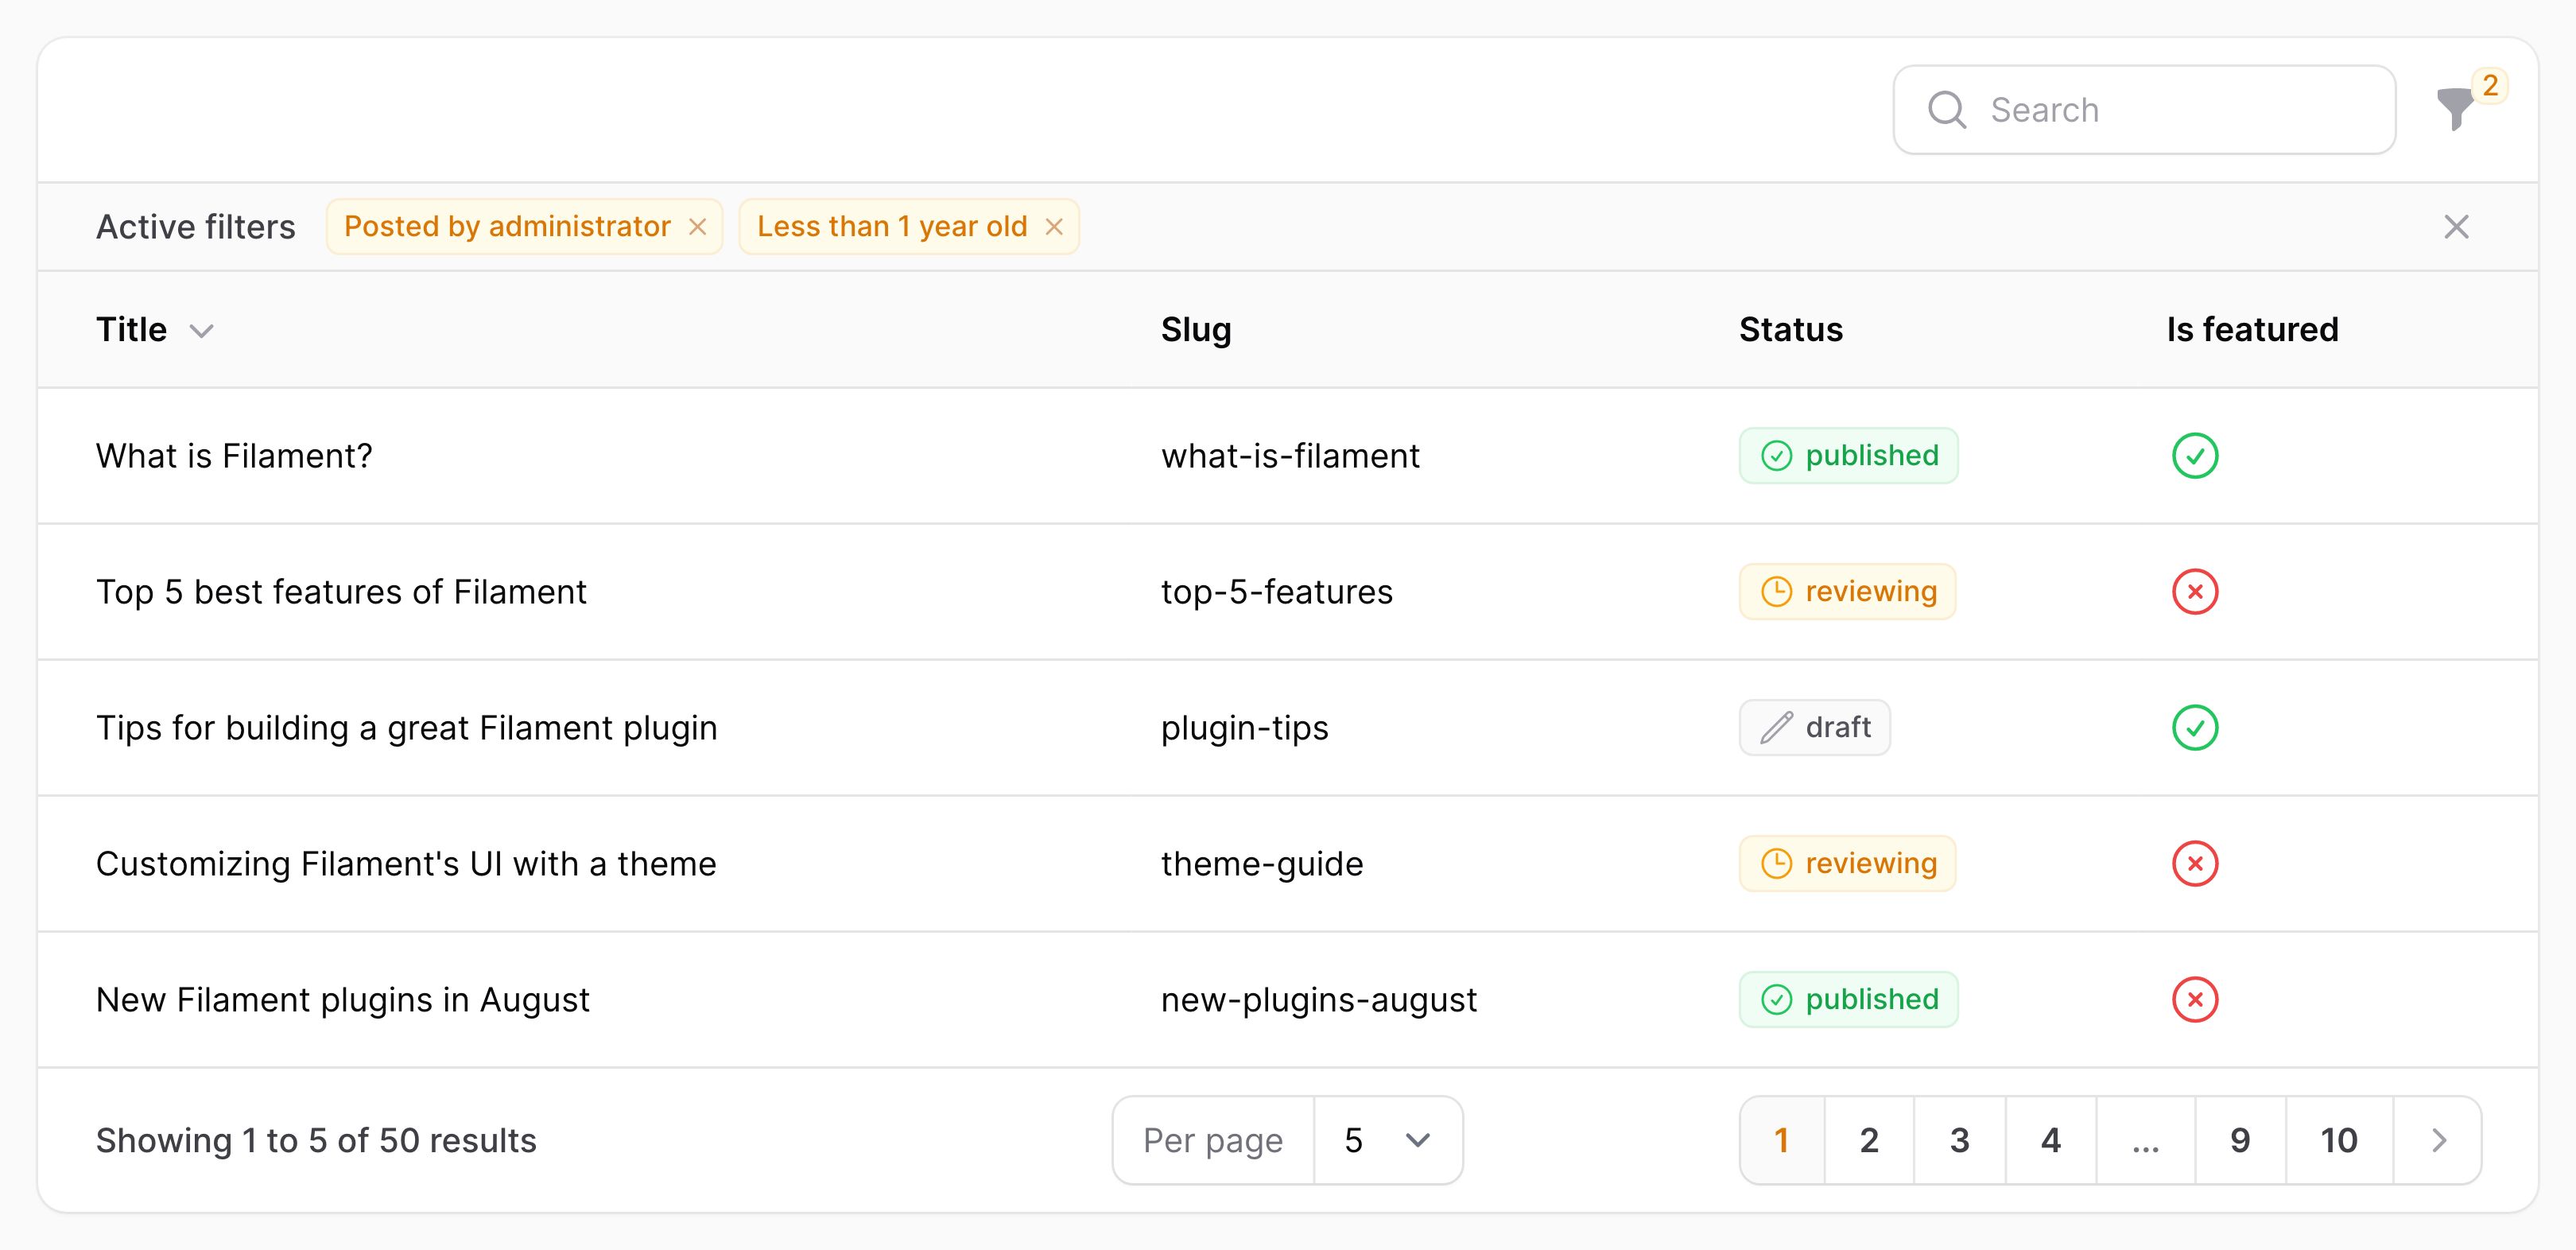 Search
2
Active filters Posted by administrator Less than 1 year old
Title Slug Status Is featured
What is Filament? what-is-filament published
Top 5 best features of Filament top-5-features reviewing
Tips for building a great Filament plugin plugin-tips draft
Customizing Filament's UI with a theme theme-guide reviewing
New Filament plugins in August new-plugins-august published
Showing 1 to 5 of 50 results Per page 5 1 2 3 4 ... 9 10